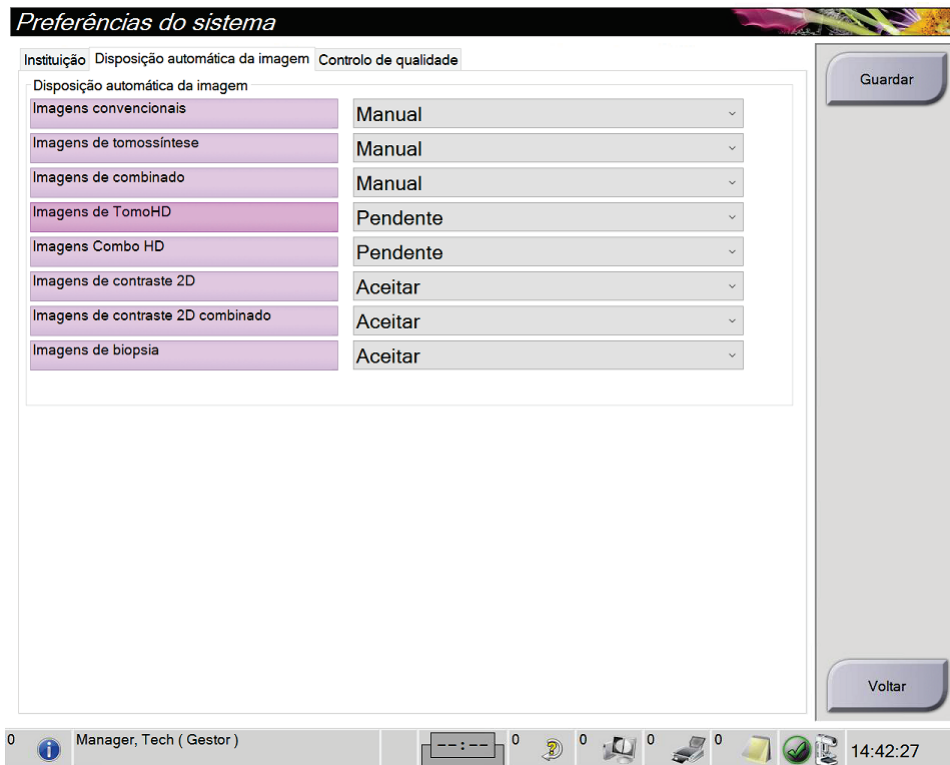 Preferências do sistema
Instituição Disposição automática da imagem Controlo de qualidade
Guardar
Disposição automática da imagem
Imagens convencionais Manual
Imagens de tomossíntese Manual
Imagens de combinado Manual
Imagens de TomoHD Pendente
Imagens Combo HD Pendente
Imagens de contraste 2D Aceitar
Imagens de contraste 2D combinado Aceitar
Imagens de biopsia Aceitar
Voltar
0 Manager, Tech ( Gestor ) --:-- 0 0 0 0 14:42:27